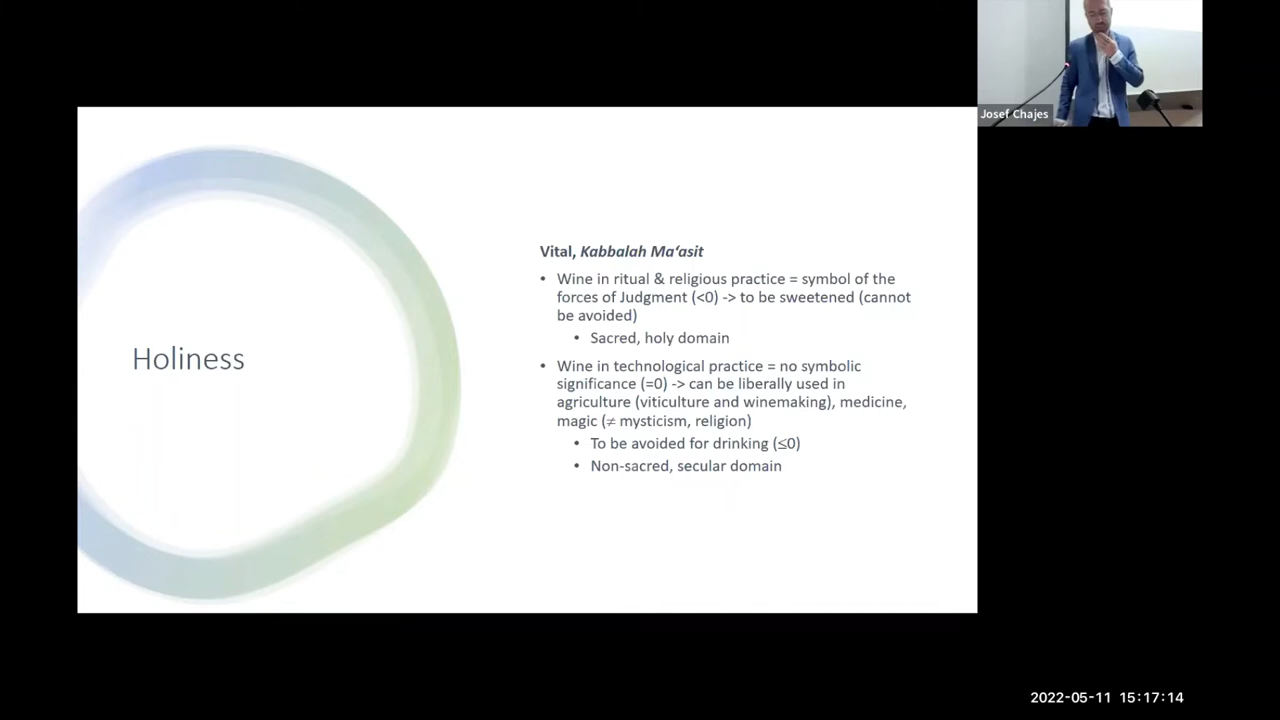 Josef Chajes
Holiness
Vital, Kabbalah Ma‘asit
• Wine in ritual & religious practice = symbol of the
forces of Judgment (<0) -> to be sweetened (cannot
be avoided)
• Sacred, holy domain
• Wine in technological practice = no symbolic
significance (=0) -> can be liberally used in
agriculture (viticulture and winemaking), medicine,
magic (≠ mysticism, religion)
• To be avoided for drinking (≤0)
• Non-sacred, secular domain
2022-05-11 15:17:14